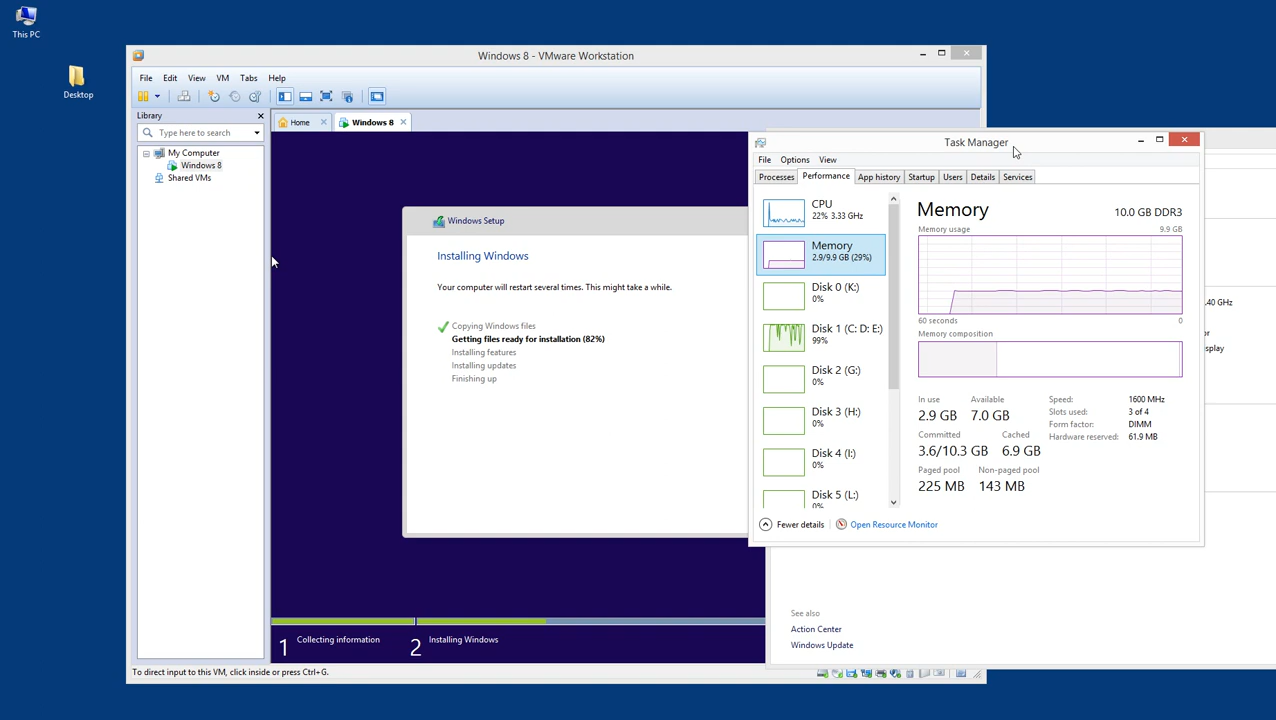 This PC
Desktop
Windows 8 - VMware Workstation
File Edit View VM Tabs Help
Library
Type here to search
My Computer
Windows 8
Shared VMs
Home
Windows 8
Windows Setup
Installing Windows
Your computer will restart several times. This might take a while.
Copying Windows files
Getting files ready for installation (82%)
Installing features
Installing updates
Finishing up
1 Collecting information
2 Installing Windows
To direct input to this VM, click inside or press Ctrl+G.
Task Manager
File Options View
Processes Performance App history Startup Users Details Services
CPU
22% 3.33 GHz
Memory
2.9/9.9 GB (29%)
Disk 0 (K:)
0%
Disk 1 (C: D: E:)
99%
Disk 2 (G:)
0%
Disk 3 (H:)
0%
Disk 4 (I:)
0%
Disk 5 (L:)
0%
Memory
10.0 GB DDR3
Memory usage 9.9 GB
60 seconds 0
Memory composition
In use Available
2.9 GB 7.0 GB
Committed Cached
3.6/10.3 GB 6.9 GB
Paged pool Non-paged pool
225 MB 143 MB
Speed: 1600 MHz
Slots used: 3 of 4
Form factor: DIMM
Hardware reserved: 61.9 MB
Fewer details Open Resource Monitor
.40 GHz
or
splay
See also
Action Center
Windows Update